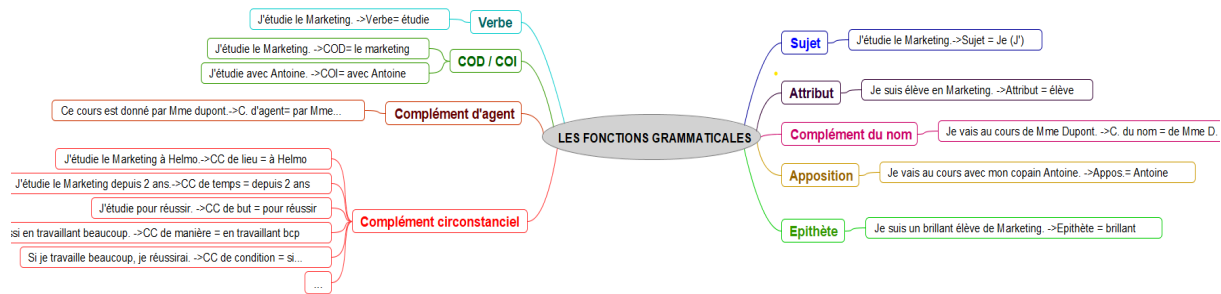 J'étudie le Marketing. ->Verbe= étudie
Verbe
J'étudie le Marketing. ->COD= le marketing
J'étudie avec Antoine. ->COI= avec Antoine
COD / COI
Ce cours est donné par Mme dupont.->C. d'agent= par Mme...
Complément d'agent
J'étudie le Marketing à Helmo.->CC de lieu = à Helmo
J'étudie le Marketing depuis 2 ans.->CC de temps = depuis 2 ans
J'étudie pour réussir. ->CC de but = pour réussir
si en travaillant beaucoup. ->CC de manière = en travaillant bcp
Si je travaille beaucoup, je réussirai. ->CC de condition = si...
...
Complément circonstanciel
LES FONCTIONS GRAMMATICALES
Sujet
J'étudie le Marketing.->Sujet = Je (J')
Attribut
Je suis élève en Marketing. ->Attribut = élève
Complément du nom
Je vais au cours de Mme Dupont. ->C. du nom = de Mme D.
Apposition
Je vais au cours avec mon copain Antoine. ->Appos.= Antoine
Epithète
Je suis un brillant élève de Marketing. ->Epithète = brillant